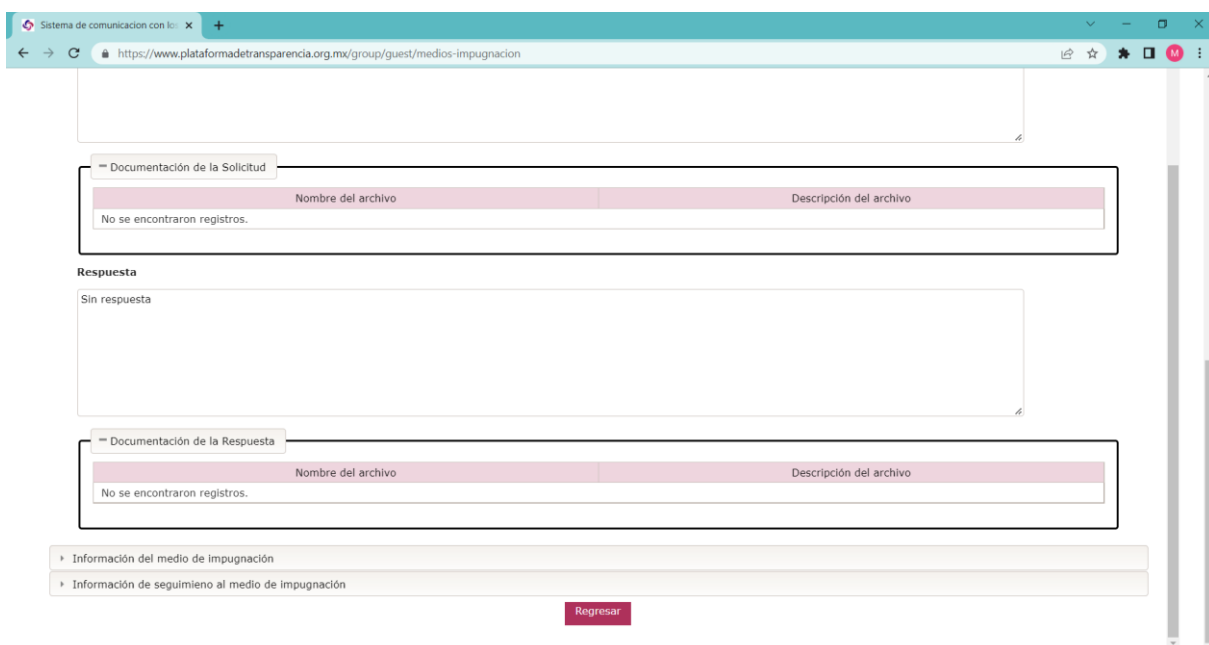 Sistema de comunicacion con los
https://www.plataformadetransparencia.org.mx/group/guest/medios-impugnacion
M
Documentación de la Solicitud
Nombre del archivo Descripción del archivo
No se encontraron registros.
Respuesta
Sin respuesta
Documentación de la Respuesta
Nombre del archivo Descripción del archivo
No se encontraron registros.
Información del medio de impugnación
Información de seguimieno al medio de impugnación
Regresar